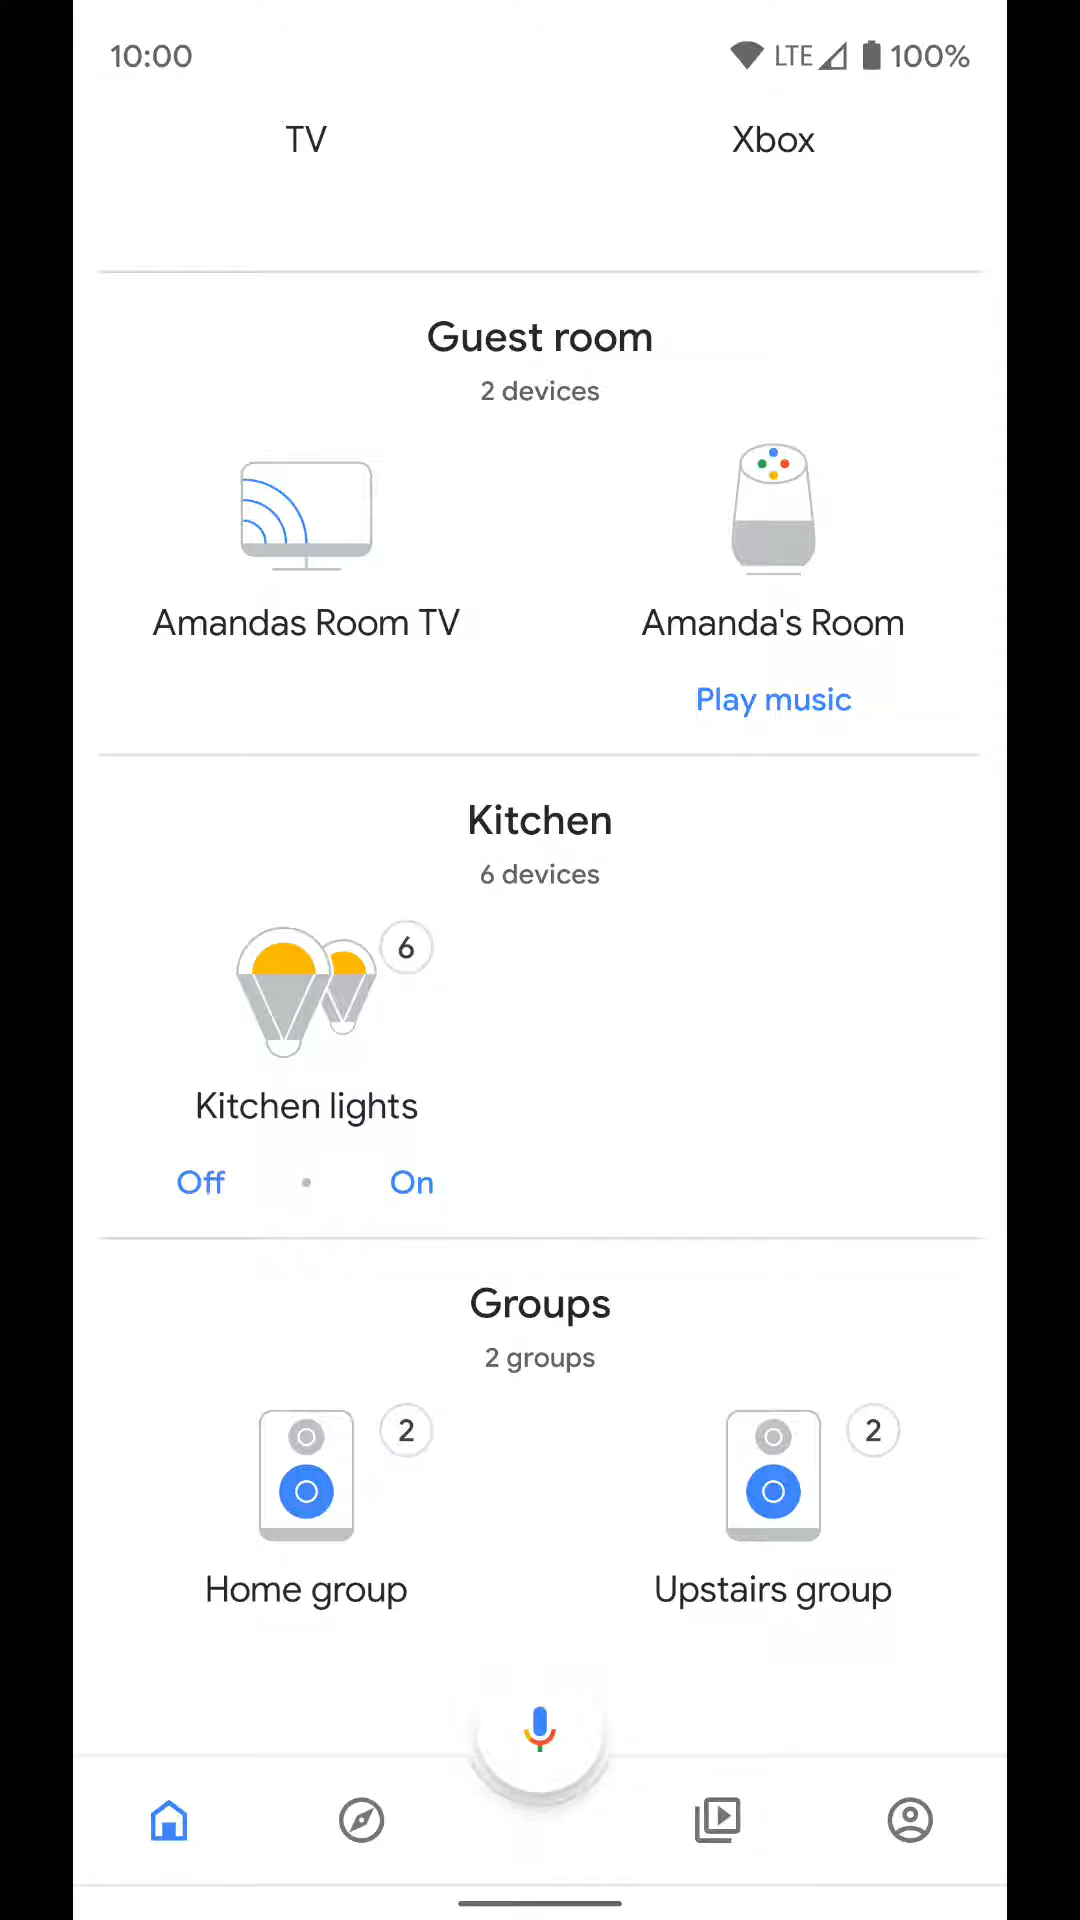 10:00 LTE 100%
TV Xbox
Guest room
2 devices
Amandas Room TV Amanda's Room
Play music
Kitchen
6 devices
6
Kitchen lights
Off · On
Groups
2 groups
2 2
Home group Upstairs group